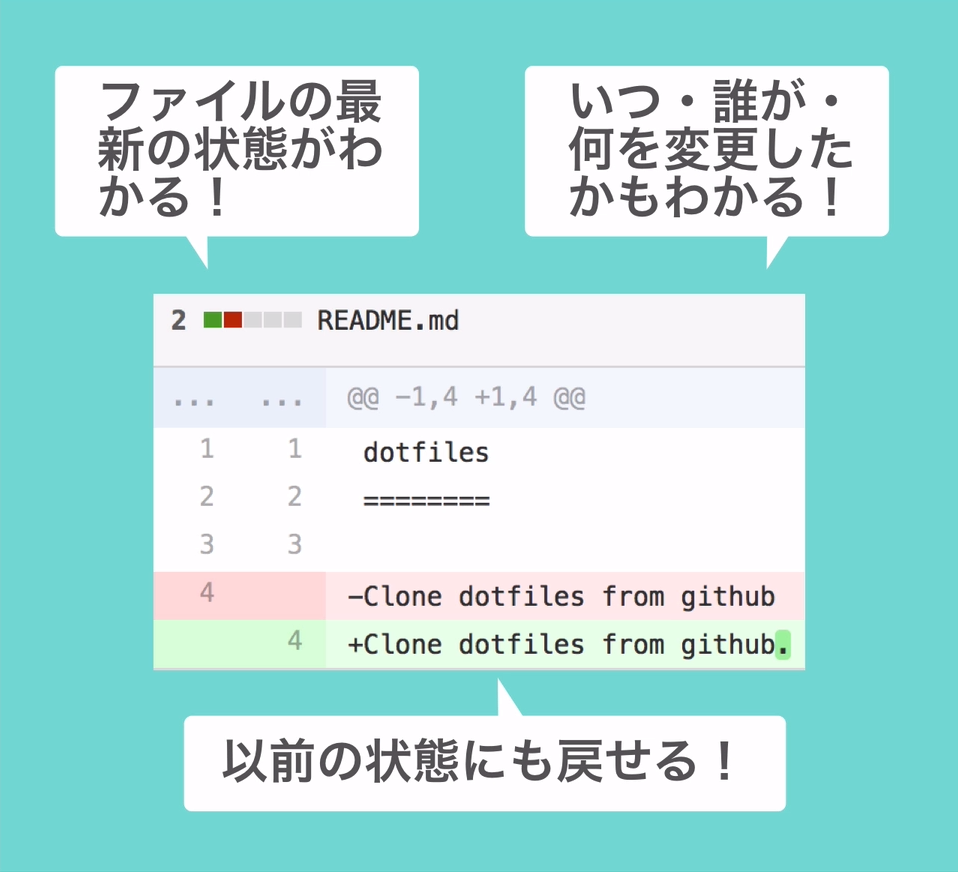 ファイルの最
新の状態がわ
かる！
いつ・誰が・
何を変更した
かもわかる！
2 README.md
... ... @@ -1,4 +1,4 @@
1 1 dotfiles
2 2 ========
3 3
4 -Clone dotfiles from github
4 +Clone dotfiles from github.
以前の状態にも戻せる！